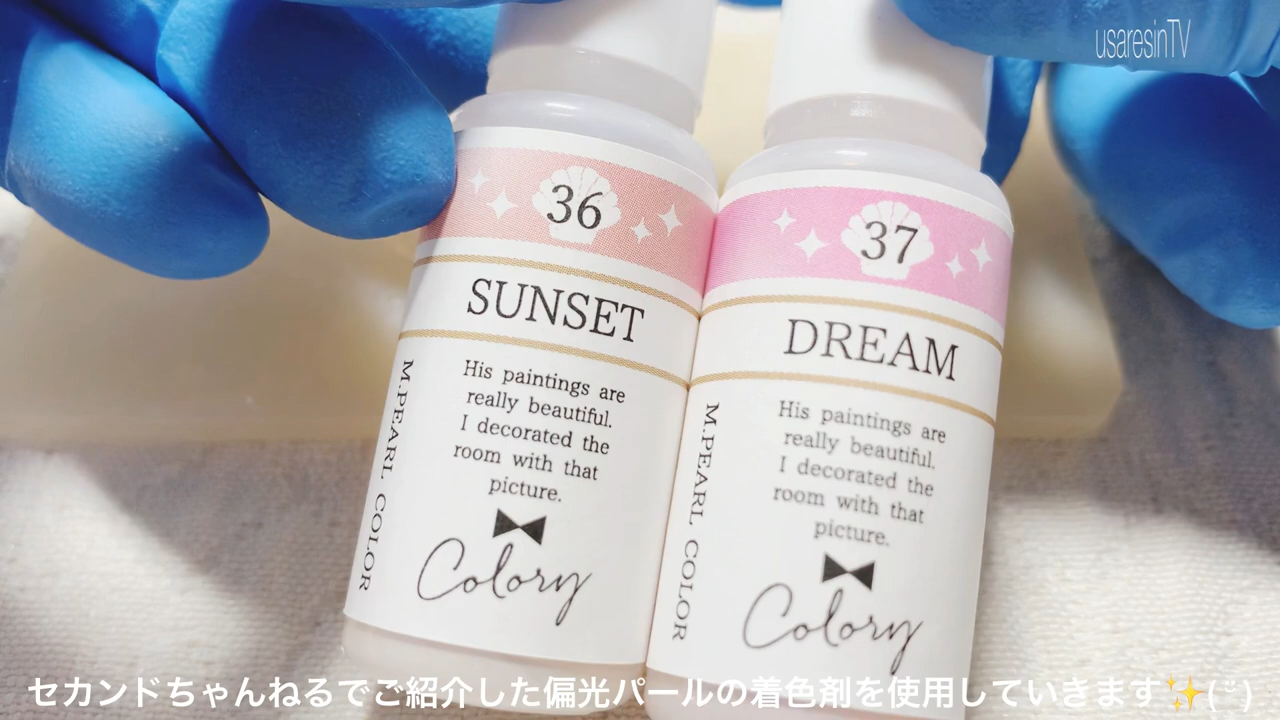 usaresinTV
36
SUNSET
His paintings are
really beautiful.
I decorated the
room with that
picture.
Colory
M.PEARL COLOR
37
DREAM
His paintings are
really beautiful.
I decorated the
room with that
picture.
Colory
M.PEARL COLOR
セカンドちゃんねるでご紹介した偏光パールの着色剤を使用していきます✨( ᵕ̈ )